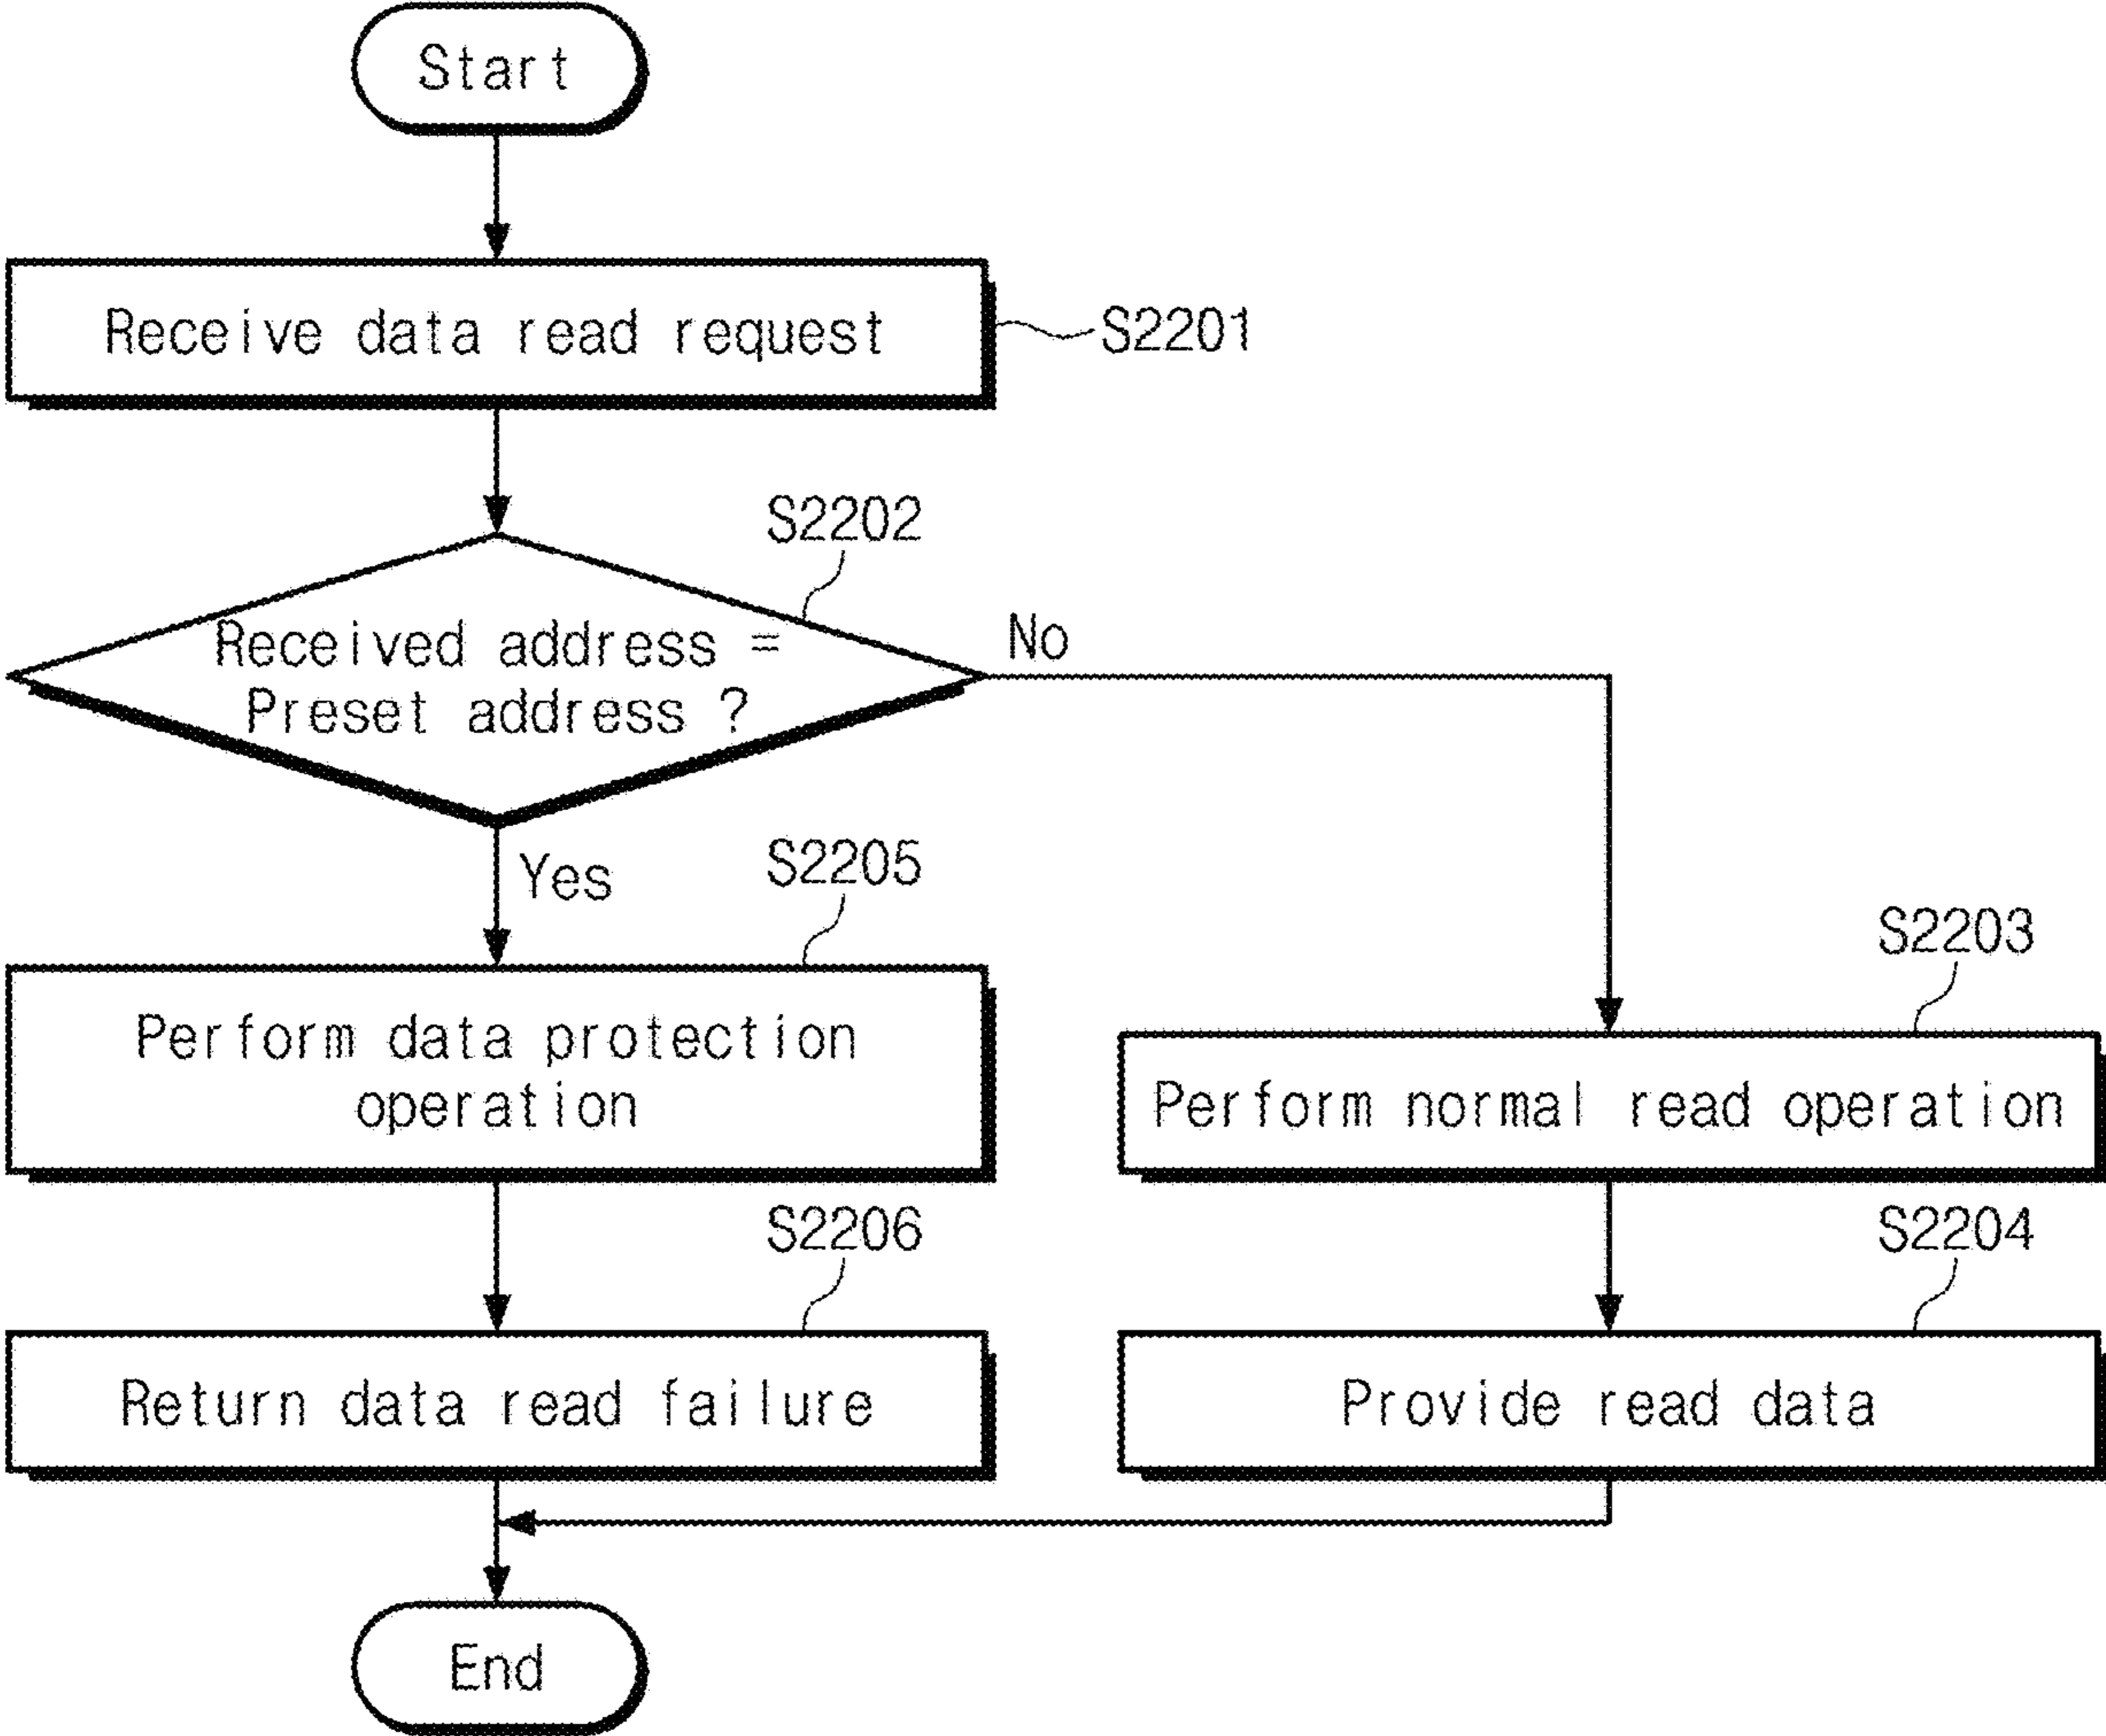 Start
Receive data read request
S2201
S2202
Received address =
Preset address ?
No
Yes
S2205
Perform data protection
operation
S2203
Perform normal read operation
S2206
Return data read failure
S2204
Provide read data
End